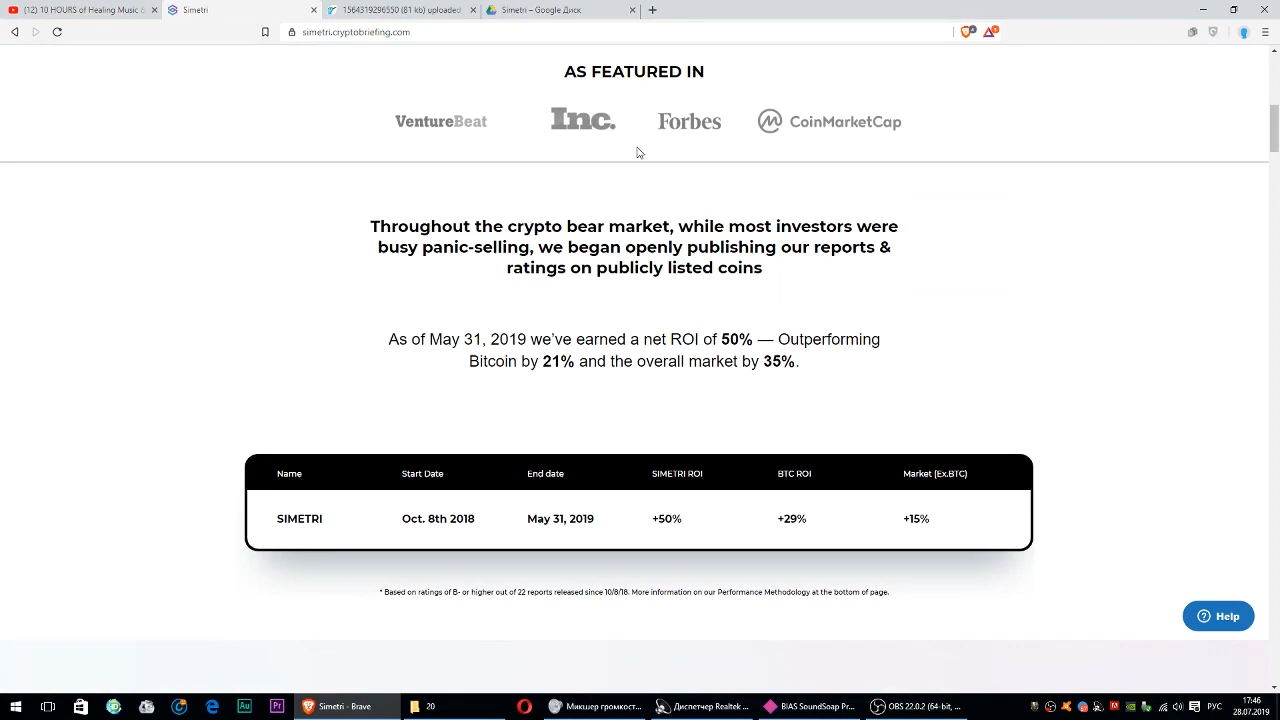 (12) 10 HOURS of Healing Music &
Simetri
1564319296550 (81 kb) uploaded
Simetri – Google Диск
simetri.cryptobriefing.com
AS FEATURED IN
VentureBeat
Inc.
Forbes
CoinMarketCap
Throughout the crypto bear market, while most investors were
busy panic-selling, we began openly publishing our reports &
ratings on publicly listed coins
As of May 31, 2019 we've earned a net ROI of 50% — Outperforming
Bitcoin by 21% and the overall market by 35%.
Name Start Date End date SIMETRI ROI BTC ROI Market (Ex.BTC)
SIMETRI Oct. 8th 2018 May 31, 2019 +50% +29% +15%
* Based on ratings of B- or higher out of 22 reports released since 10/8/18. More information on our Performance Methodology at the bottom of page.
Help
Simetri - Brave
20
Микшер громкост...
Диспетчер Realtek ...
BIAS SoundSoap Pr...
OBS 22.0.2 (64-bit, ...
РУС
17:46
28.07.2019